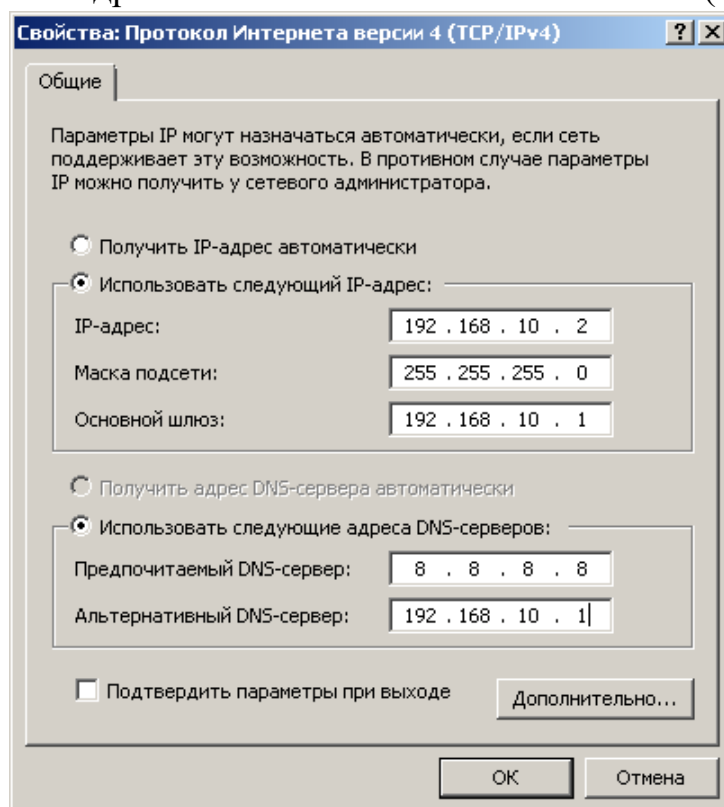 Свойства: Протокол Интернета версии 4 (TCP/IPv4)
Общие
Параметры IP могут назначаться автоматически, если сеть
поддерживает эту возможность. В противном случае параметры
IP можно получить у сетевого администратора.
Получить IP-адрес автоматически
Использовать следующий IP-адрес:
IP-адрес: 192 . 168 . 10 . 2
Маска подсети: 255 . 255 . 255 . 0
Основной шлюз: 192 . 168 . 10 . 1
Получить адрес DNS-сервера автоматически
Использовать следующие адреса DNS-серверов:
Предпочитаемый DNS-сервер: 8 . 8 . 8 . 8
Альтернативный DNS-сервер: 192 . 168 . 10 . 1
Подтвердить параметры при выходе
Дополнительно...
ОК Отмена